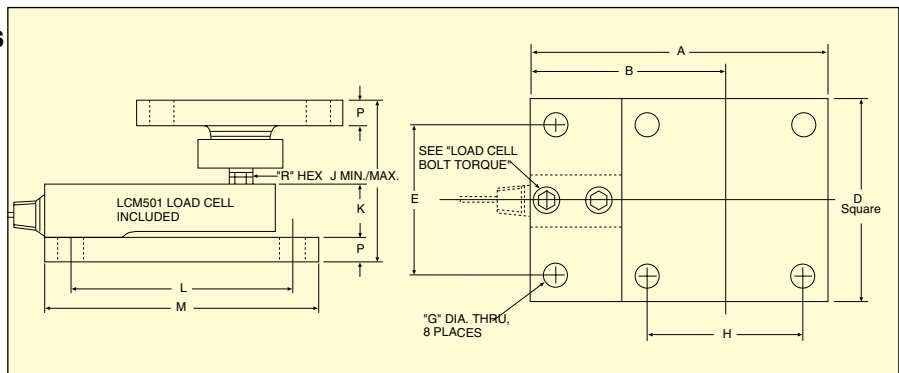 S
P
"R" HEX J MIN./MAX.
LCM501 LOAD CELL
INCLUDED
K
P
L
M
A
B
SEE "LOAD CELL
BOLT TORQUE"
E
D
Square
"G" DIA. THRU,
8 PLACES
H